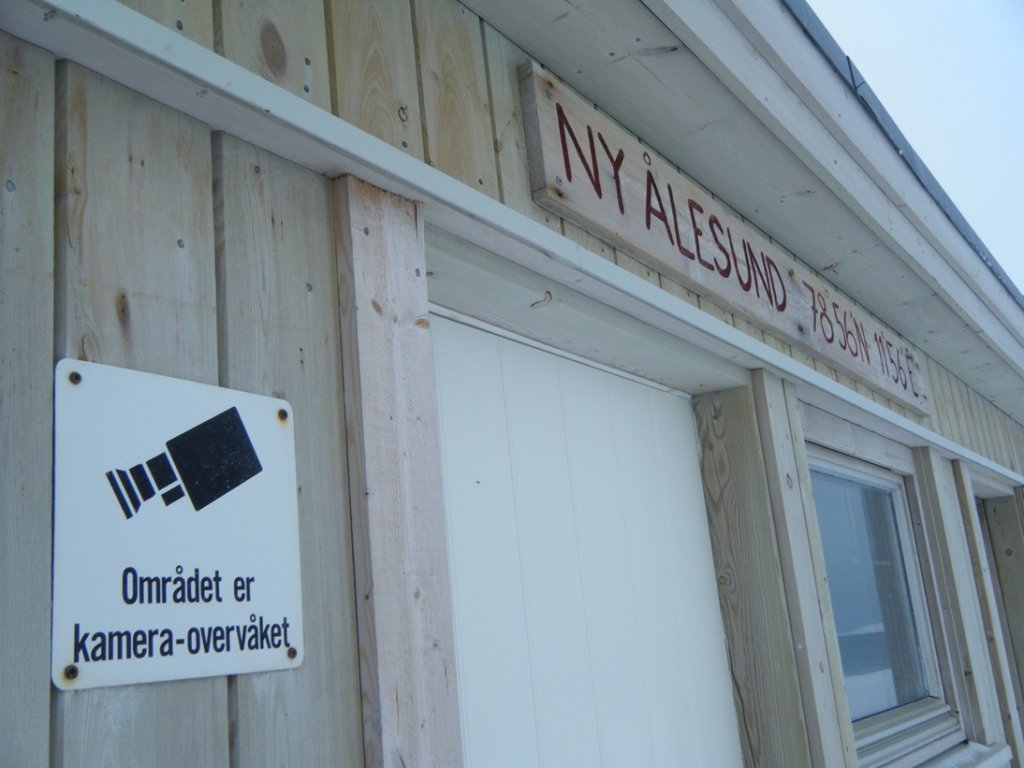 NY ÅLESUND 78°56'N 11°56'E
Området er
kamera-overvåket